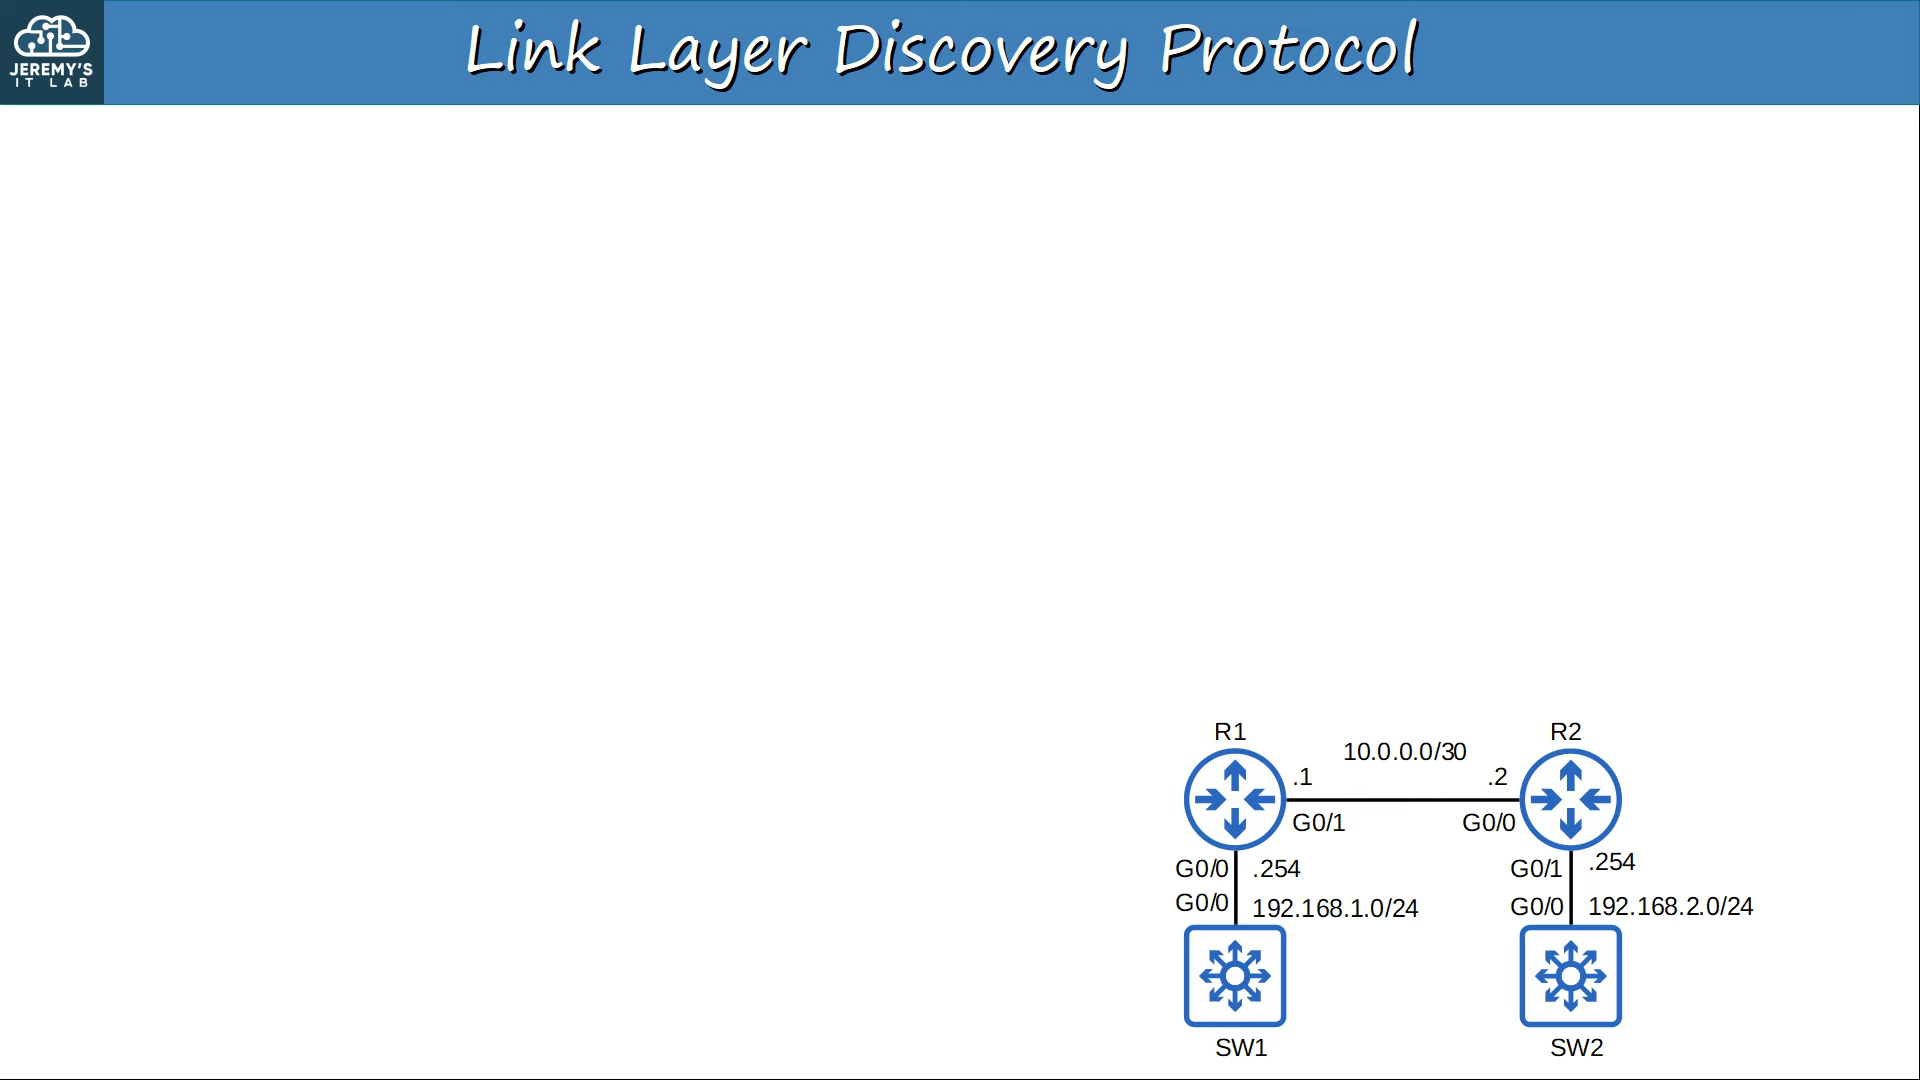 JEREMY'S
IT LAB
Link Layer Discovery Protocol
R1
R2
10.0.0.0/30
.1
.2
G0/1
G0/0
G0/0
.254
G0/1
.254
G0/0
192.168.1.0/24
G0/0
192.168.2.0/24
SW1
SW2